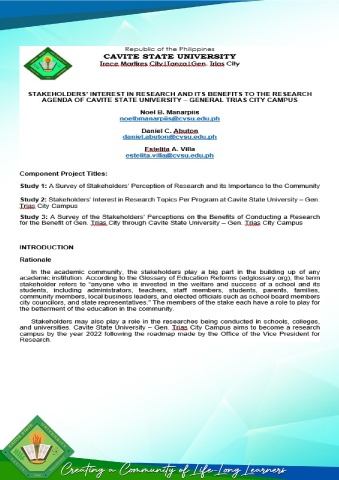 Republic of the Philippines
CAVITE STATE UNIVERSITY
Trece Martires City|Tanza|Gen. Trias City
STAKEHOLDERS' INTEREST IN RESEARCH AND ITS BENEFITS TO THE RESEARCH
AGENDA OF CAVITE STATE UNIVERSITY – GENERAL TRIAS CITY CAMPUS
Noel B. Manarpiis
noelbmanarpiis@cvsu.edu.ph
Daniel C. Abuton
daniel.abuton@cvsu.edu.ph
Estelita A. Villa
estelita.villa@cvsu.edu.ph
Component Project Titles:
Study 1: A Survey of Stakeholders' Perception of Research and its Importance to the Community
Study 2: Stakeholders' Interest in Research Topics Per Program at Cavite State University – Gen.
Trias City Campus
Study 3: A Survey of the Stakeholders' Perceptions on the Benefits of Conducting a Research
for the Benefit of Gen. Trias City through Cavite State University – Gen. Trias City Campus
INTRODUCTION
Rationale
In the academic community, the stakeholders play a big part in the building up of any
academic institution. According to the Glossary of Education Reforms (edglossary.org), the term
stakeholder refers to "anyone who is invested in the welfare and success of a school and its
students, including administrators, teachers, staff members, students, parents, families,
community members, local business leaders, and elected officials such as school board members
city councilors, and state representatives." The members of the stake each have a role to play for
the betterment of the education in the community.
Stakeholders may also play a role in the researches being conducted in schools, colleges,
and universities. Cavite State University – Gen. Trias City Campus aims to become a research
campus by the year 2022 following the roadmap made by the Office of the Vice President for
Research.
Creating a Community of Life-Long Learners